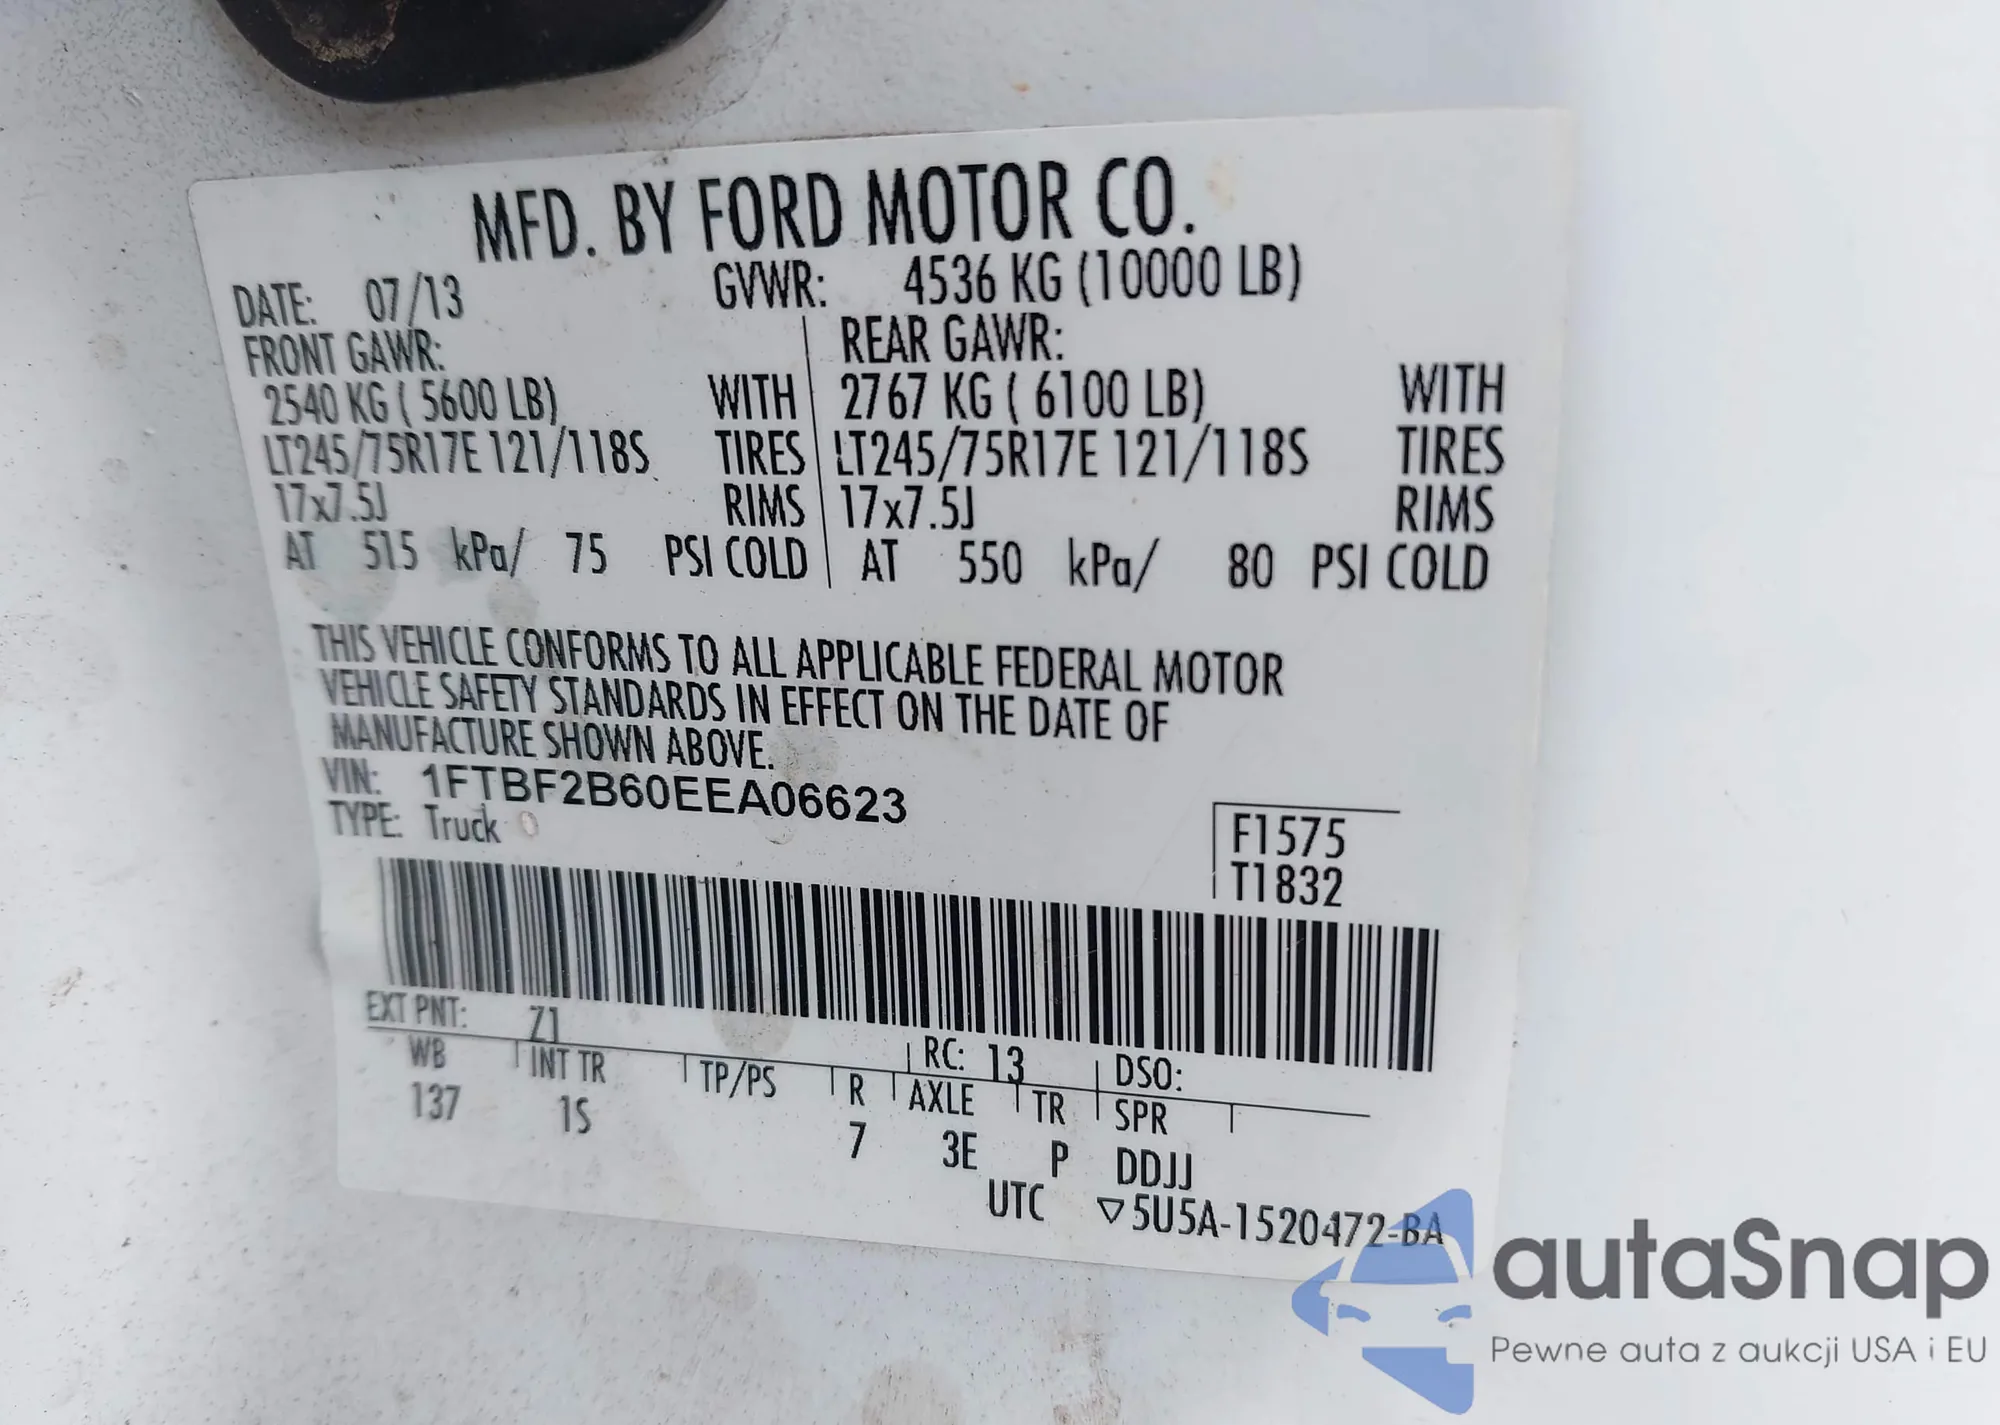 MFD. BY FORD MOTOR CO.
DATE: 07/13 GVWR: 4536 KG (10000 LB)
FRONT GAWR: REAR GAWR:
2540 KG ( 5600 LB) WITH 2767 KG ( 6100 LB) WITH
LT245/75R17E 121/118S TIRES LT245/75R17E 121/118S TIRES
17x7.5J RIMS 17x7.5J RIMS
AT 515 kPa/ 75 PSI COLD AT 550 kPa/ 80 PSI COLD
THIS VEHICLE CONFORMS TO ALL APPLICABLE FEDERAL MOTOR
VEHICLE SAFETY STANDARDS IN EFFECT ON THE DATE OF
MANUFACTURE SHOWN ABOVE.
VIN: 1FTBF2B60EEA06623
TYPE: Truck
F1575
T1832
EXT PNT: Z1 RC: 13 DSO:
WB INT TR TP/PS R AXLE TR SPR
137 1S 7 3E P DDJJ
UTC ▽5U5A-1520472-BA
autaSnap
Pewne auta z aukcji USA i EU